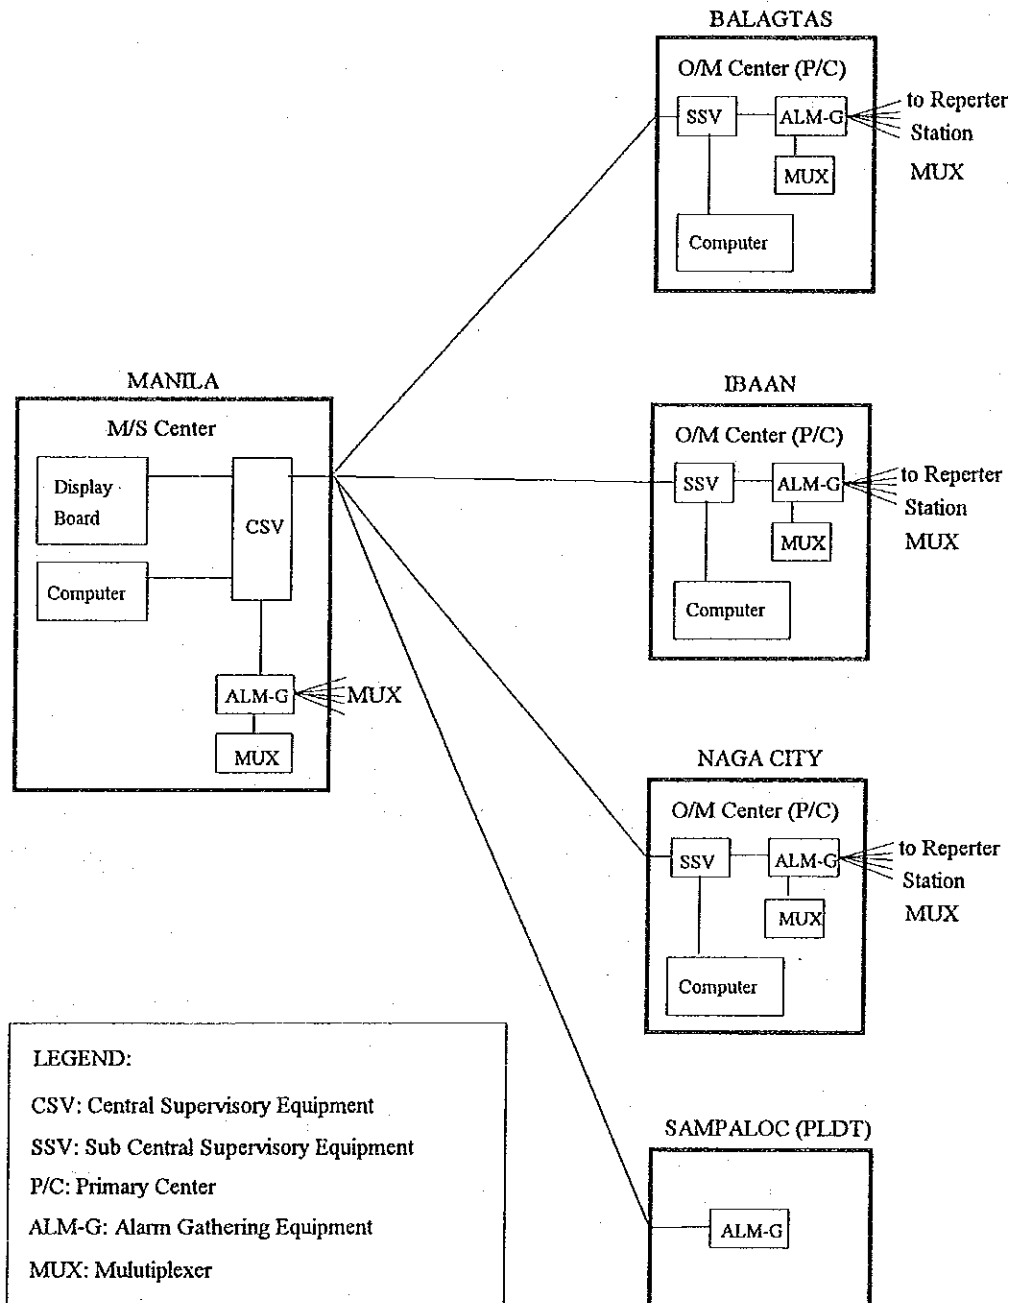 BALAGTAS
O/M Center (P/C)
SSV
ALM-G
to Reperter
Station
MUX
MUX
Computer
MANILA
M/S Center
Display
Board
CSV
Computer
ALM-G
MUX
MUX
IBAAN
O/M Center (P/C)
SSV
ALM-G
to Reperter
Station
MUX
MUX
Computer
NAGA CITY
O/M Center (P/C)
SSV
ALM-G
to Reperter
Station
MUX
MUX
Computer
SAMPALOC (PLDT)
ALM-G
LEGEND:
CSV: Central Supervisory Equipment
SSV: Sub Central Supervisory Equipment
P/C: Primary Center
ALM-G: Alarm Gathering Equipment
MUX: Mulutiplexer